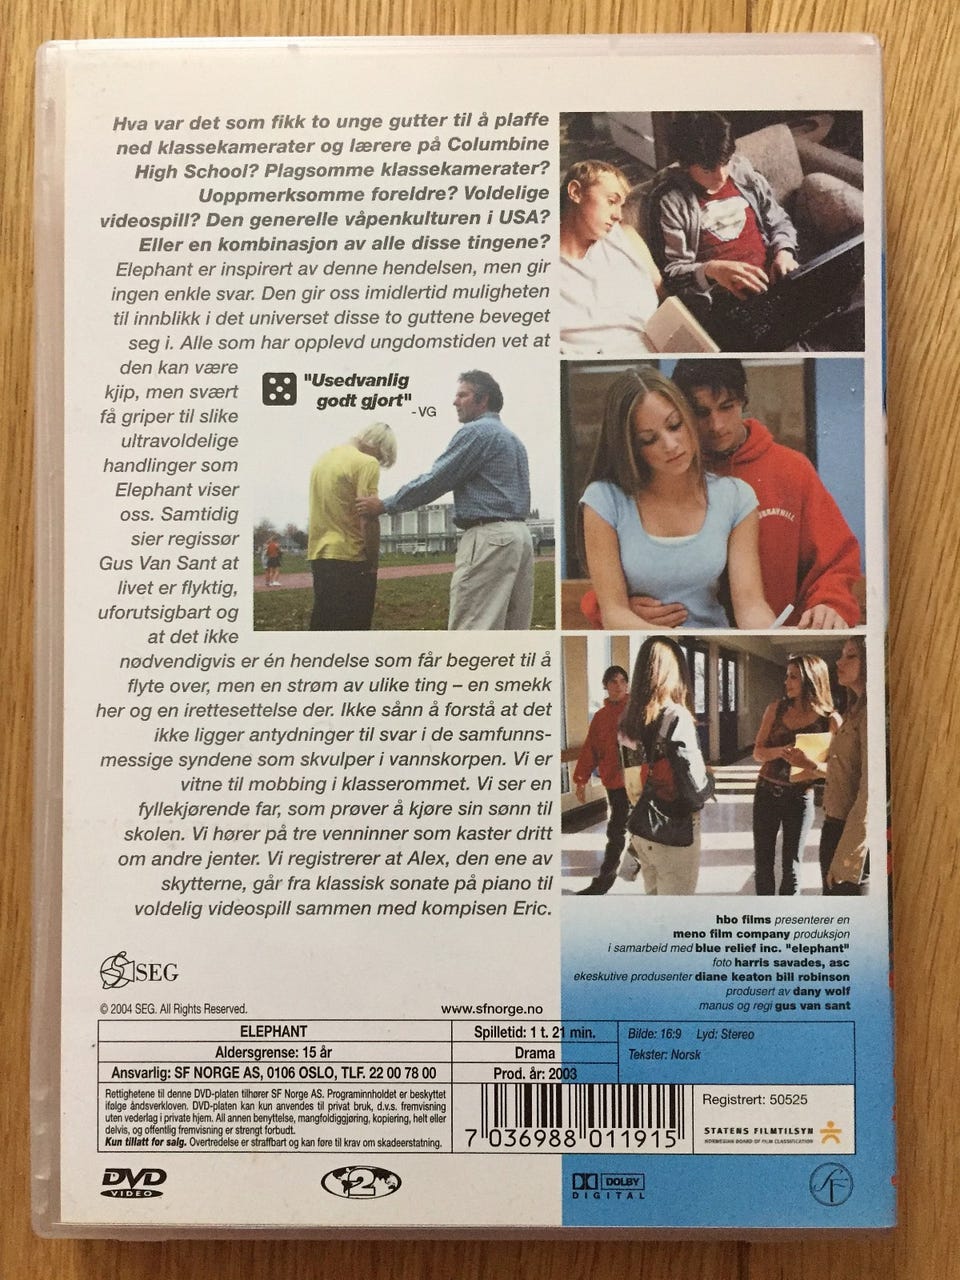 Hva var det som fikk to unge gutter til å plaffe
ned klassekamerater og lærere på Columbine
High School? Plagsomme klassekamerater?
Uoppmerksomme foreldre? Voldelige
videospill? Den generelle våpenkulturen i USA?
Eller en kombinasjon av alle disse tingene?
Elephant er inspirert av denne hendelsen, men gir
ingen enkle svar. Den gir oss imidlertid muligheten
til innblikk i det universet disse to guttene beveget
seg i. Alle som har opplevd ungdomstiden vet at
den kan være
kjip, men svært
få griper til slike
ultravoldelige
handlinger som
Elephant viser
oss. Samtidig
sier regissør
Gus Van Sant at
livet er flyktig,
uforutsigbart og
at det ikke
nødvendigvis er én hendelse som får begeret til å
flyte over, men en strøm av ulike ting – en smekk
her og en irettesettelse der. Ikke sånn å forstå at det
ikke ligger antydninger til svar i de samfunns-
messige syndene som skvulper i vannskorpen. Vi er
vitne til mobbing i klasserommet. Vi ser en
fyllekjørende far, som prøver å kjøre sin sønn til
skolen. Vi hører på tre venninner som kaster dritt
om andre jenter. Vi registrerer at Alex, den ene av
skytterne, går fra klassisk sonate på piano til
voldelig videospill sammen med kompisen Eric.
"Usedvanlig
godt gjort"
- VG
hbo films presenterer en
meno film company produksjon
i samarbeid med blue relief inc. "elephant"
foto harris savades, asc
ekeskutive produsenter diane keaton bill robinson
produsert av dany wolf
manus og regi gus van sant
SEG
© 2004 SEG. All Rights Reserved.
www.sfnorge.no
ELEPHANT
Aldersgrense: 15 år
Ansvarlig: SF NORGE AS, 0106 OSLO, TLF. 22 00 78 00
Spilletid: 1 t. 21 min.
Drama
Prod. år: 2003
Bilde: 16:9 Lyd: Stereo
Tekster: Norsk
Rettighetene til denne DVD-platen tilhører SF Norge AS. Programinnholdet er beskyttet
ifølge åndsverkloven. DVD-platen kan kun anvendes til privat bruk, d.v.s. fremvisning
uten vederlag i private hjem. All annen benyttelse, mangfoldiggjøring, kopiering, helt eller
delvis, og offentlig fremvisning er strengt forbudt.
Kun tillatt for salg. Overtredelse er straffbart og kan føre til krav om skadeerstatning.
7 036988 011915
Registrert: 50525
STATENS FILMTILSYN
NORWEGIAN BOARD OF FILM CLASSIFICATION
DVD
VIDEO
2
DOLBY
DIGITAL
SF